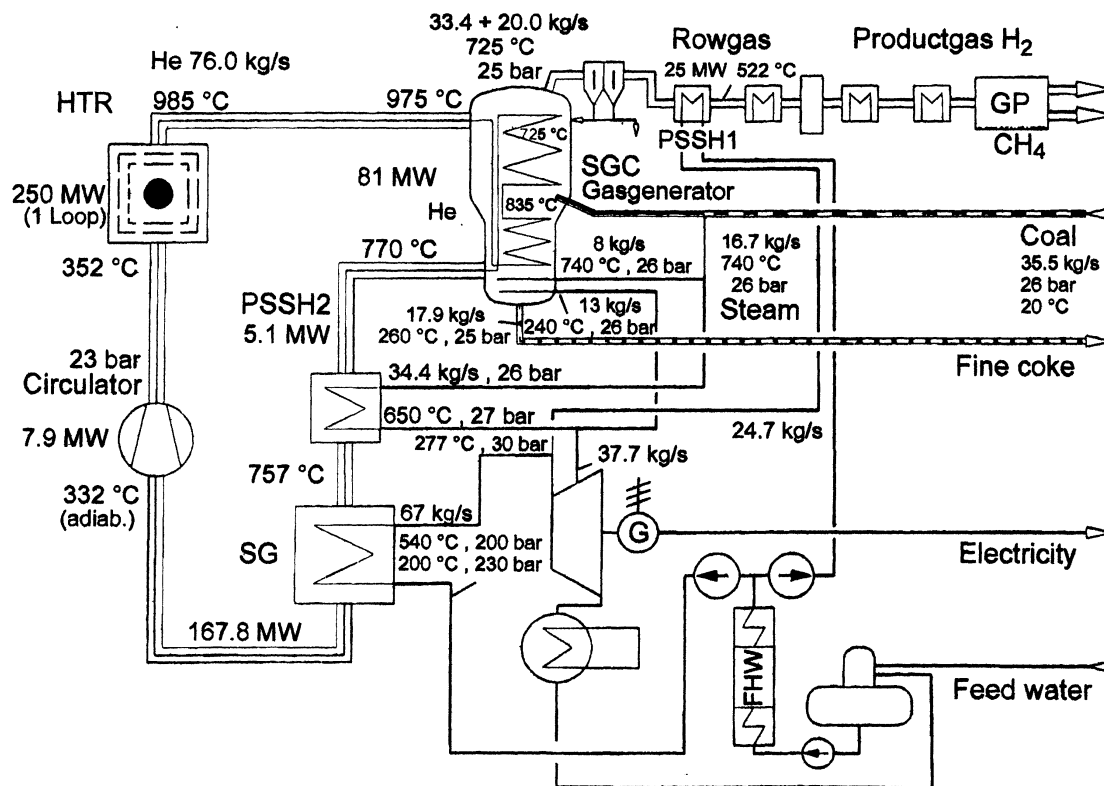 33.4 + 20.0 kg/s
725 °C
25 bar
Rowgas
25 MW 522 °C
Productgas H2
GP
CH4
He 76.0 kg/s
HTR
985 °C
975 °C
725 °C
PSSH1
SGC
Gasgenerator
250 MW
(1 Loop)
81 MW
He
835 °C
352 °C
770 °C
8 kg/s
740 °C , 26 bar
16.7 kg/s
740 °C
26 bar
Steam
Coal
35.5 kg/s
26 bar
20 °C
PSSH2
5.1 MW
17.9 kg/s
260 °C , 25 bar
13 kg/s
240 °C , 26 bar
Fine coke
23 bar
Circulator
7.9 MW
34.4 kg/s , 26 bar
650 °C , 27 bar
277 °C , 30 bar
37.7 kg/s
24.7 kg/s
757 °C
332 °C
(adiab.)
67 kg/s
SG
540 °C , 200 bar
200 °C , 230 bar
G
Electricity
167.8 MW
FHW
Feed water